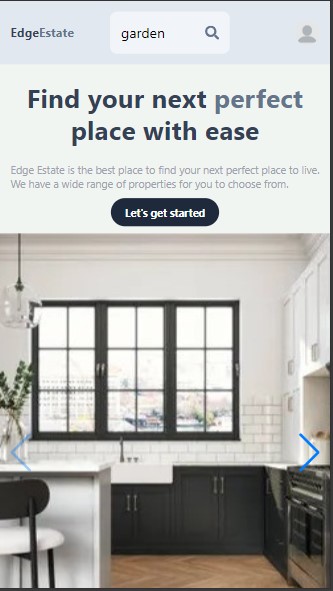 EdgeEstate
garden
Find your next perfect
place with ease
Edge Estate is the best place to find your next perfect place to live.
We have a wide range of properties for you to choose from.
Let's get started